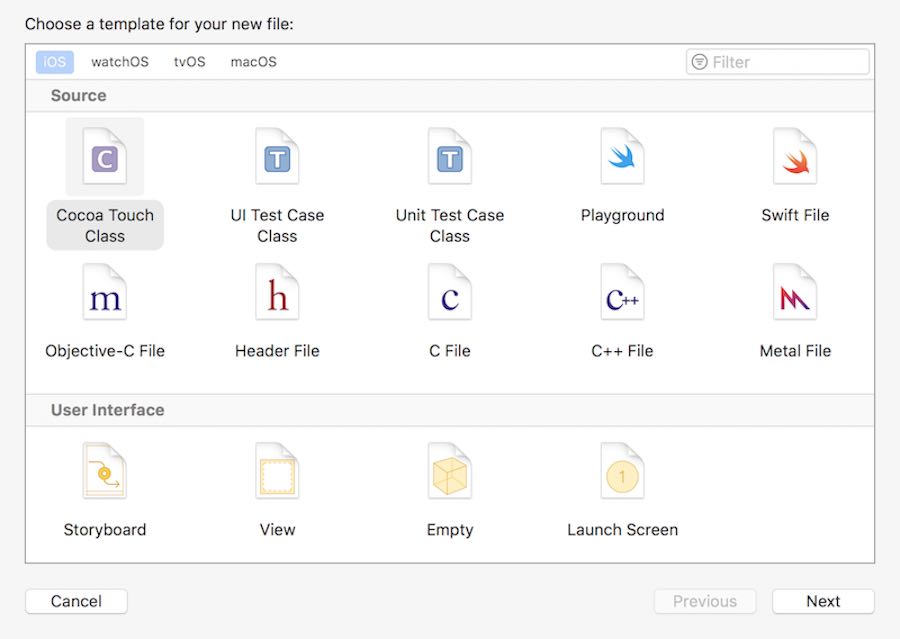 Choose a template for your new file:
iOS watchOS tvOS macOS Filter
Source
C T T
Cocoa Touch Class
UI Test Case Class
Unit Test Case Class
Playground
Swift File
m h c C++
Objective-C File
Header File
C File
C++ File
Metal File
User Interface
1
Storyboard
View
Empty
Launch Screen
Cancel Previous Next